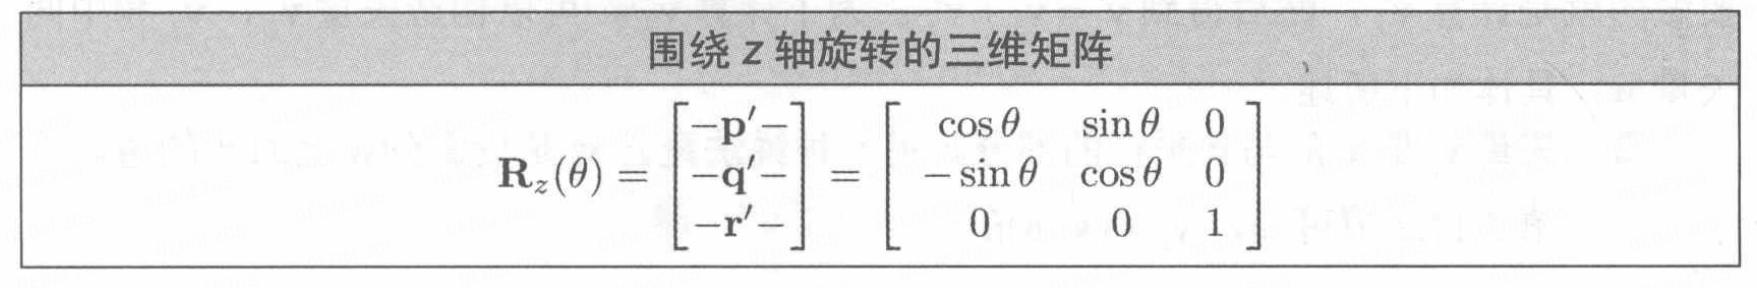 围绕 z 轴旋转的三维矩阵
$$\mathbf{R}_z(\theta) = \begin{bmatrix} -\mathbf{p}'- \\ -\mathbf{q}'- \\ -\mathbf{r}'- \end{bmatrix} = \begin{bmatrix} \cos\theta & \sin\theta & 0 \\ -\sin\theta & \cos\theta & 0 \\ 0 & 0 & 1 \end{bmatrix}$$